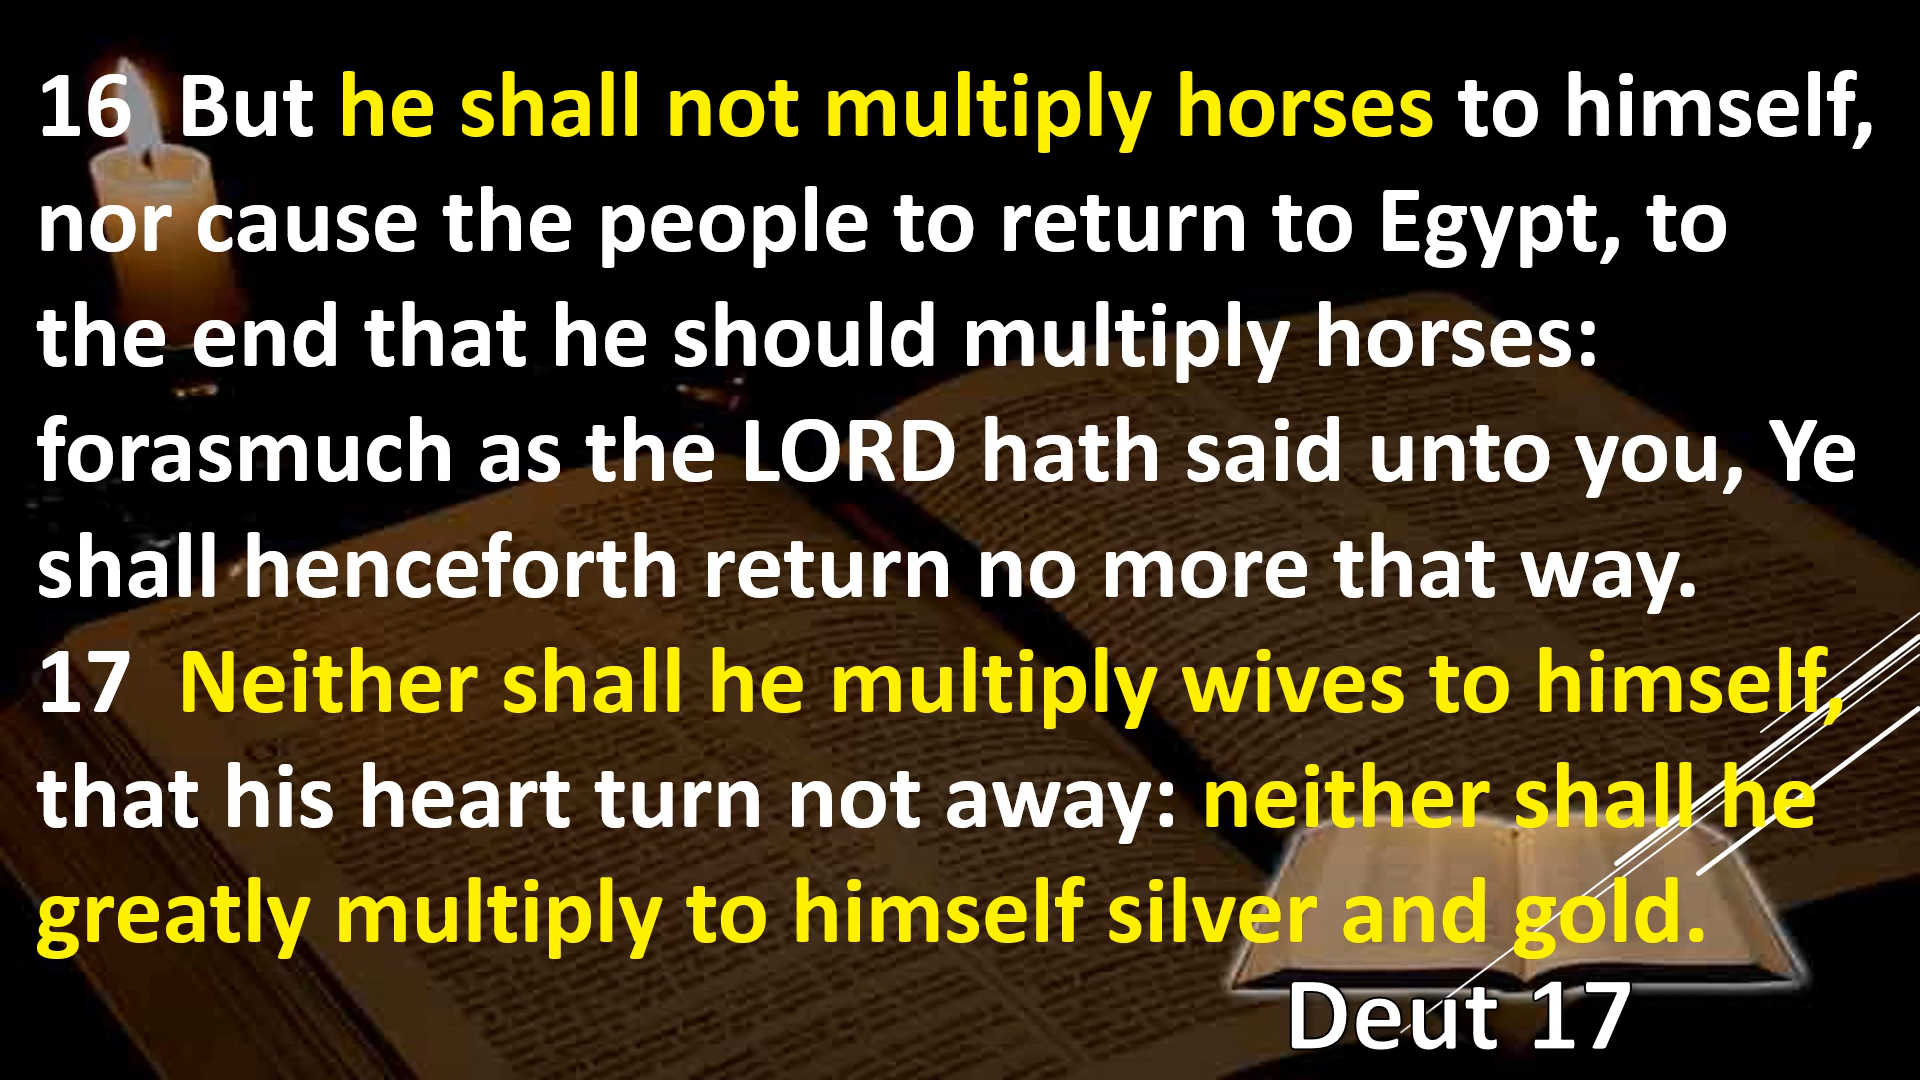 16  But he shall not multiply horses to himself,
nor cause the people to return to Egypt, to
the end that he should multiply horses:
forasmuch as the LORD hath said unto you, Ye
shall henceforth return no more that way.
17  Neither shall he multiply wives to himself,
that his heart turn not away: neither shall he
greatly multiply to himself silver and gold.
Deut 17